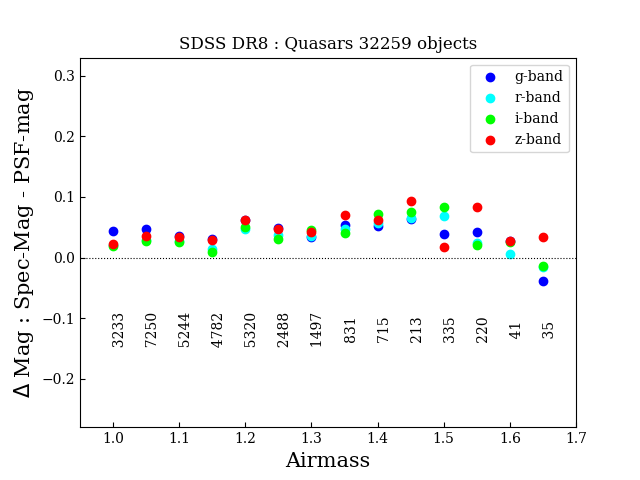 SDSS DR8 : Quasars 32259 objects
Δ Mag : Spec-Mag - PSF-mag
0.3
0.2
0.1
0.0
−0.1
−0.2
g-band
r-band
i-band
z-band
3233
7250
5244
4782
5320
2488
1497
831
715
213
335
220
41
35
1.0 1.1 1.2 1.3 1.4 1.5 1.6 1.7
Airmass